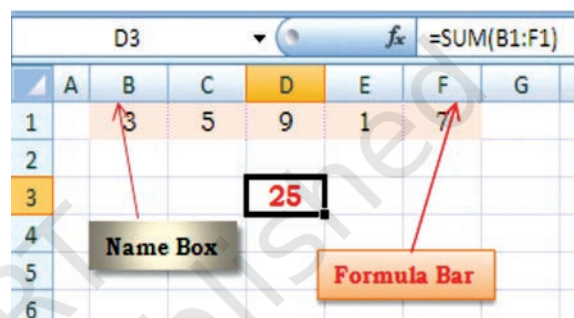 D3 fx =SUM(B1:F1)
A B C D E F G
1 3 5 9 1 7
2
3 25
4
Name Box
5 Formula Bar
6